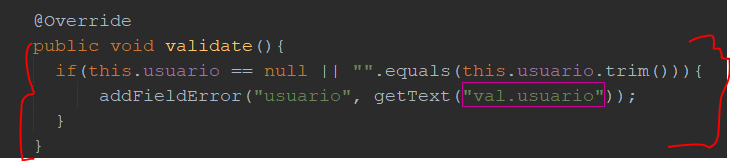 @Override
public void validate(){
if(this.usuario == null || "".equals(this.usuario.trim())){
addFieldError("usuario", getText("val.usuario"));
}
}